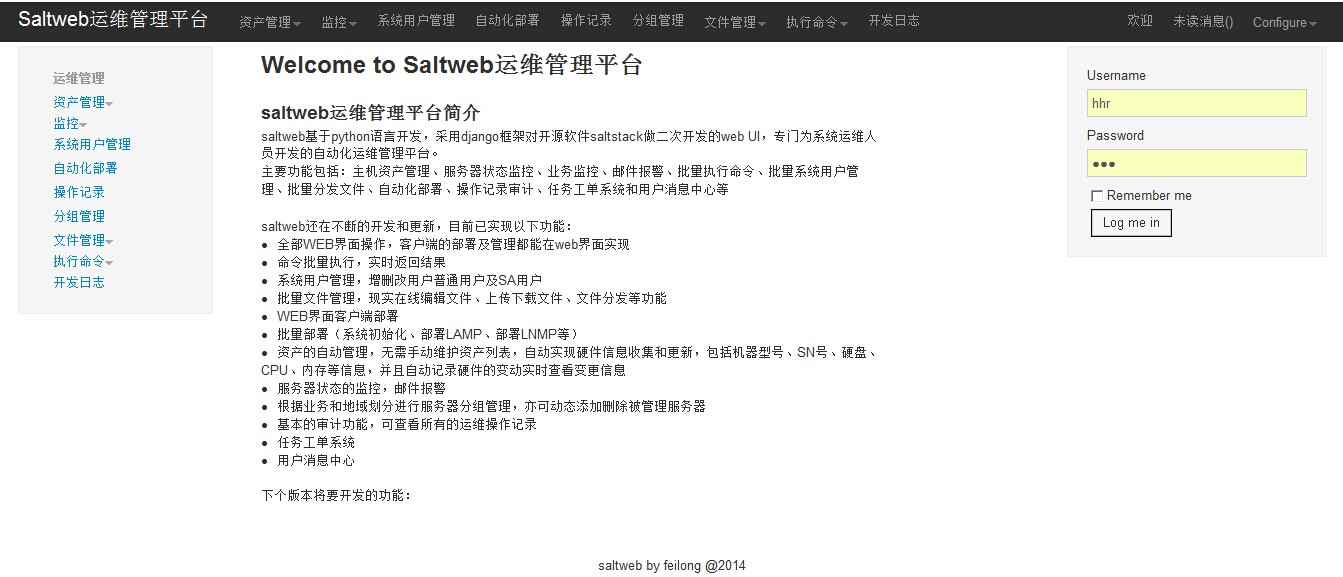 Saltweb运维管理平台 资产管理 监控 系统用户管理 自动化部署 操作记录 分组管理 文件管理 执行命令 开发日志 欢迎 未读消息() Configure
运维管理
资产管理
监控
系统用户管理
自动化部署
操作记录
分组管理
文件管理
执行命令
开发日志
Welcome to Saltweb运维管理平台
saltweb运维管理平台简介
saltweb基于python语言开发，采用django框架对开源软件saltstack做二次开发的web UI，专门为系统运维人
员开发的自动化运维管理平台。
主要功能包括：主机资产管理、服务器状态监控、业务监控、邮件报警、批量执行命令、批量系统用户管
理、批量分发文件、自动化部署、操作记录审计、任务工单系统和用户消息中心等
saltweb还在不断的开发和更新，目前已实现以下功能：
● 全部WEB界面操作，客户端的部署及管理都能在web界面实现
● 命令批量执行，实时返回结果
● 系统用户管理，增删改用户普通用户及SA用户
● 批量文件管理，现实在线编辑文件、上传下载文件、文件分发等功能
● WEB界面客户端部署
● 批量部署（系统初始化、部署LAMP、部署LNMP等）
● 资产的自动管理，无需手动维护资产列表，自动实现硬件信息收集和更新，包括机器型号、SN号、硬盘、
CPU、内存等信息，并且自动记录硬件的变动实时查看变更信息
● 服务器状态的监控，邮件报警
● 根据业务和地域划分进行服务器分组管理，亦可动态添加删除被管理服务器
● 基本的审计功能，可查看所有的运维操作记录
● 任务工单系统
● 用户消息中心
下个版本将要开发的功能：
Username
hhr
Password
●●●
Remember me
Log me in
saltweb by feilong @2014